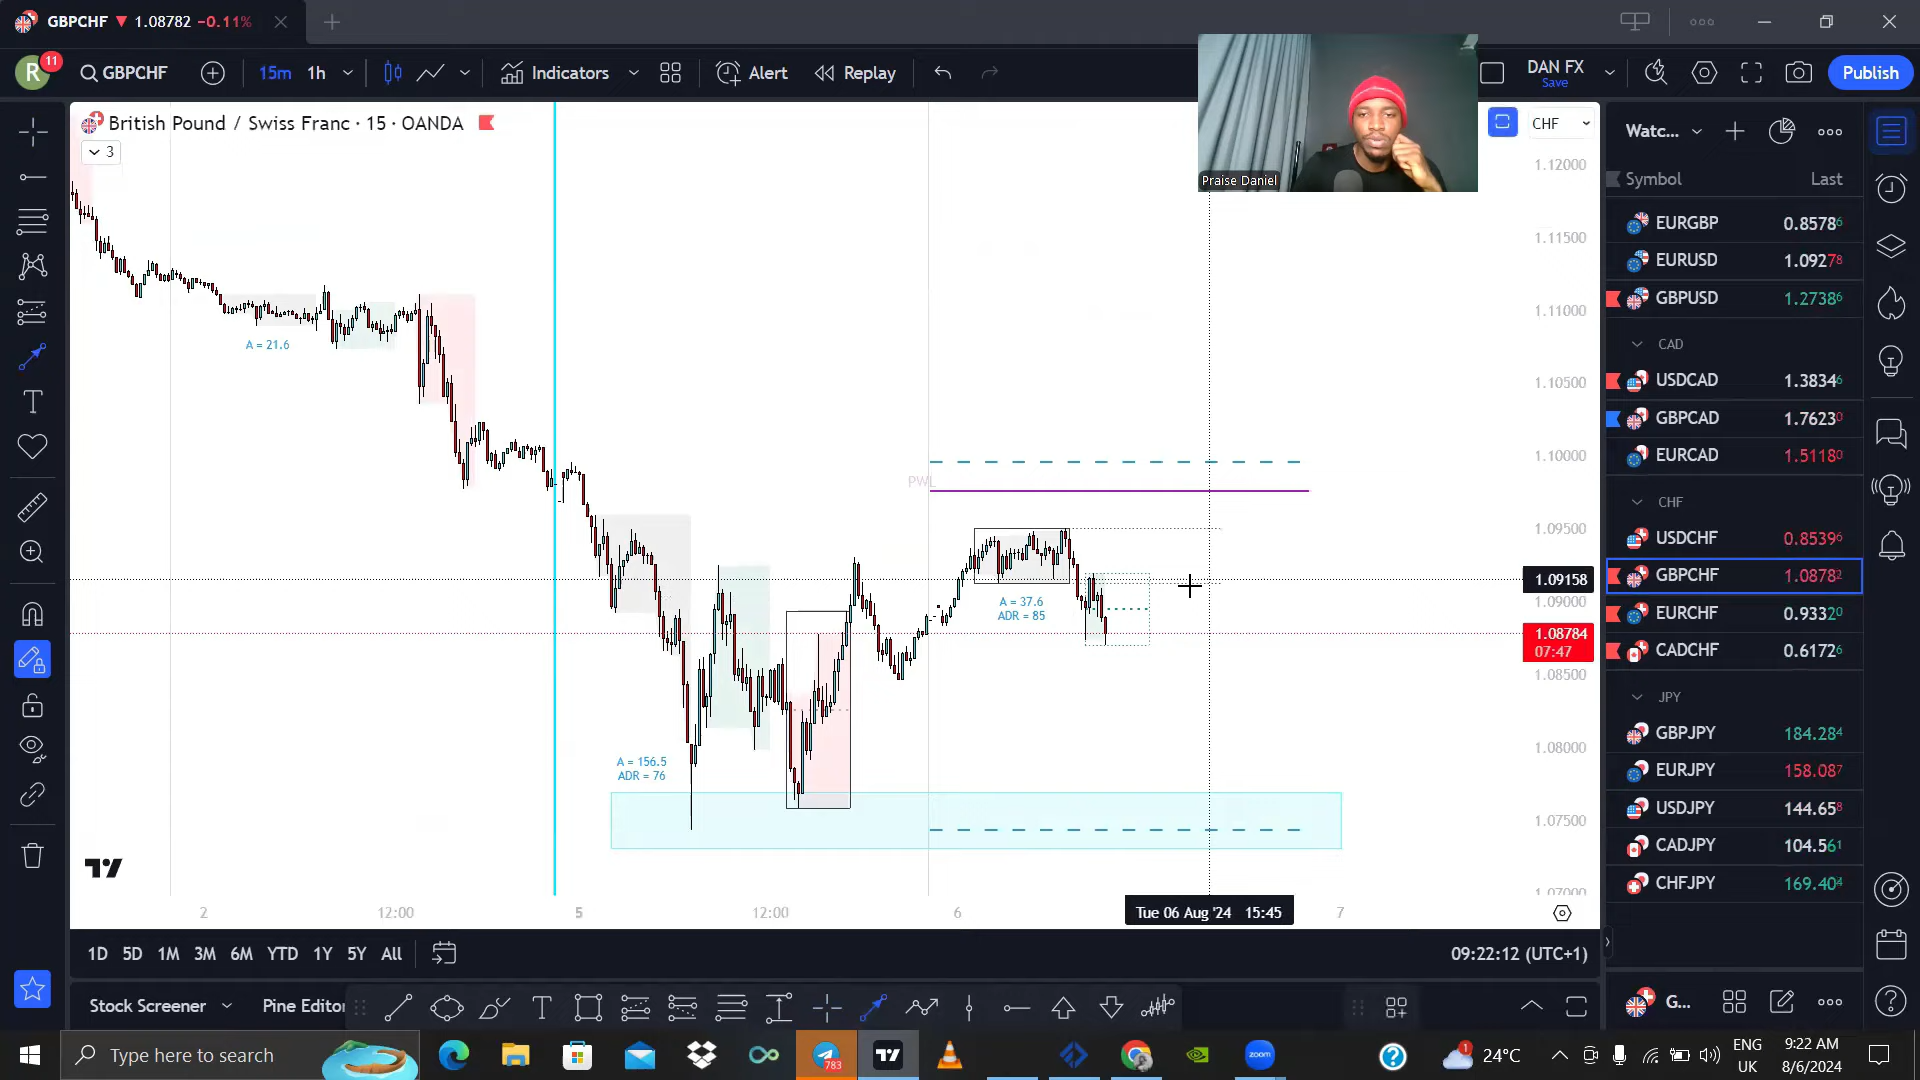 GBPCHF ▼ 1.08782 −0.11%
R 11 GBPCHF 15m 1h Indicators Alert Replay DAN FX Save Publish
British Pound / Swiss Franc · 15 · OANDA
3
CHF
Praise Daniel
Watc...
Symbol Last
EURGBP 0.85786
EURUSD 1.09278
GBPUSD 1.27386
CAD
USDCAD 1.38346
GBPCAD 1.76230
EURCAD 1.51180
CHF
USDCHF 0.85396
GBPCHF 1.08782
EURCHF 0.93320
CADCHF 0.61726
JPY
GBPJPY 184.284
EURJPY 158.087
USDJPY 144.658
CADJPY 104.561
CHFJPY 169.404
1.12000
1.11500
1.11000
1.10500
1.10000
1.09500
1.09158
1.09000
1.08784
07:47
1.08500
1.08000
1.07500
1.07000
A = 21.6
PWL
A = 37.6
ADR = 85
A = 156.5
ADR = 76
2 12:00 5 12:00 6 Tue 06 Aug '24 15:45 7
1D 5D 1M 3M 6M YTD 1Y 5Y All 09:22:12 (UTC+1)
Stock Screener Pine Editor
G...
Type here to search
783
zoom
1
24°C
ENG
UK
9:22 AM
8/6/2024